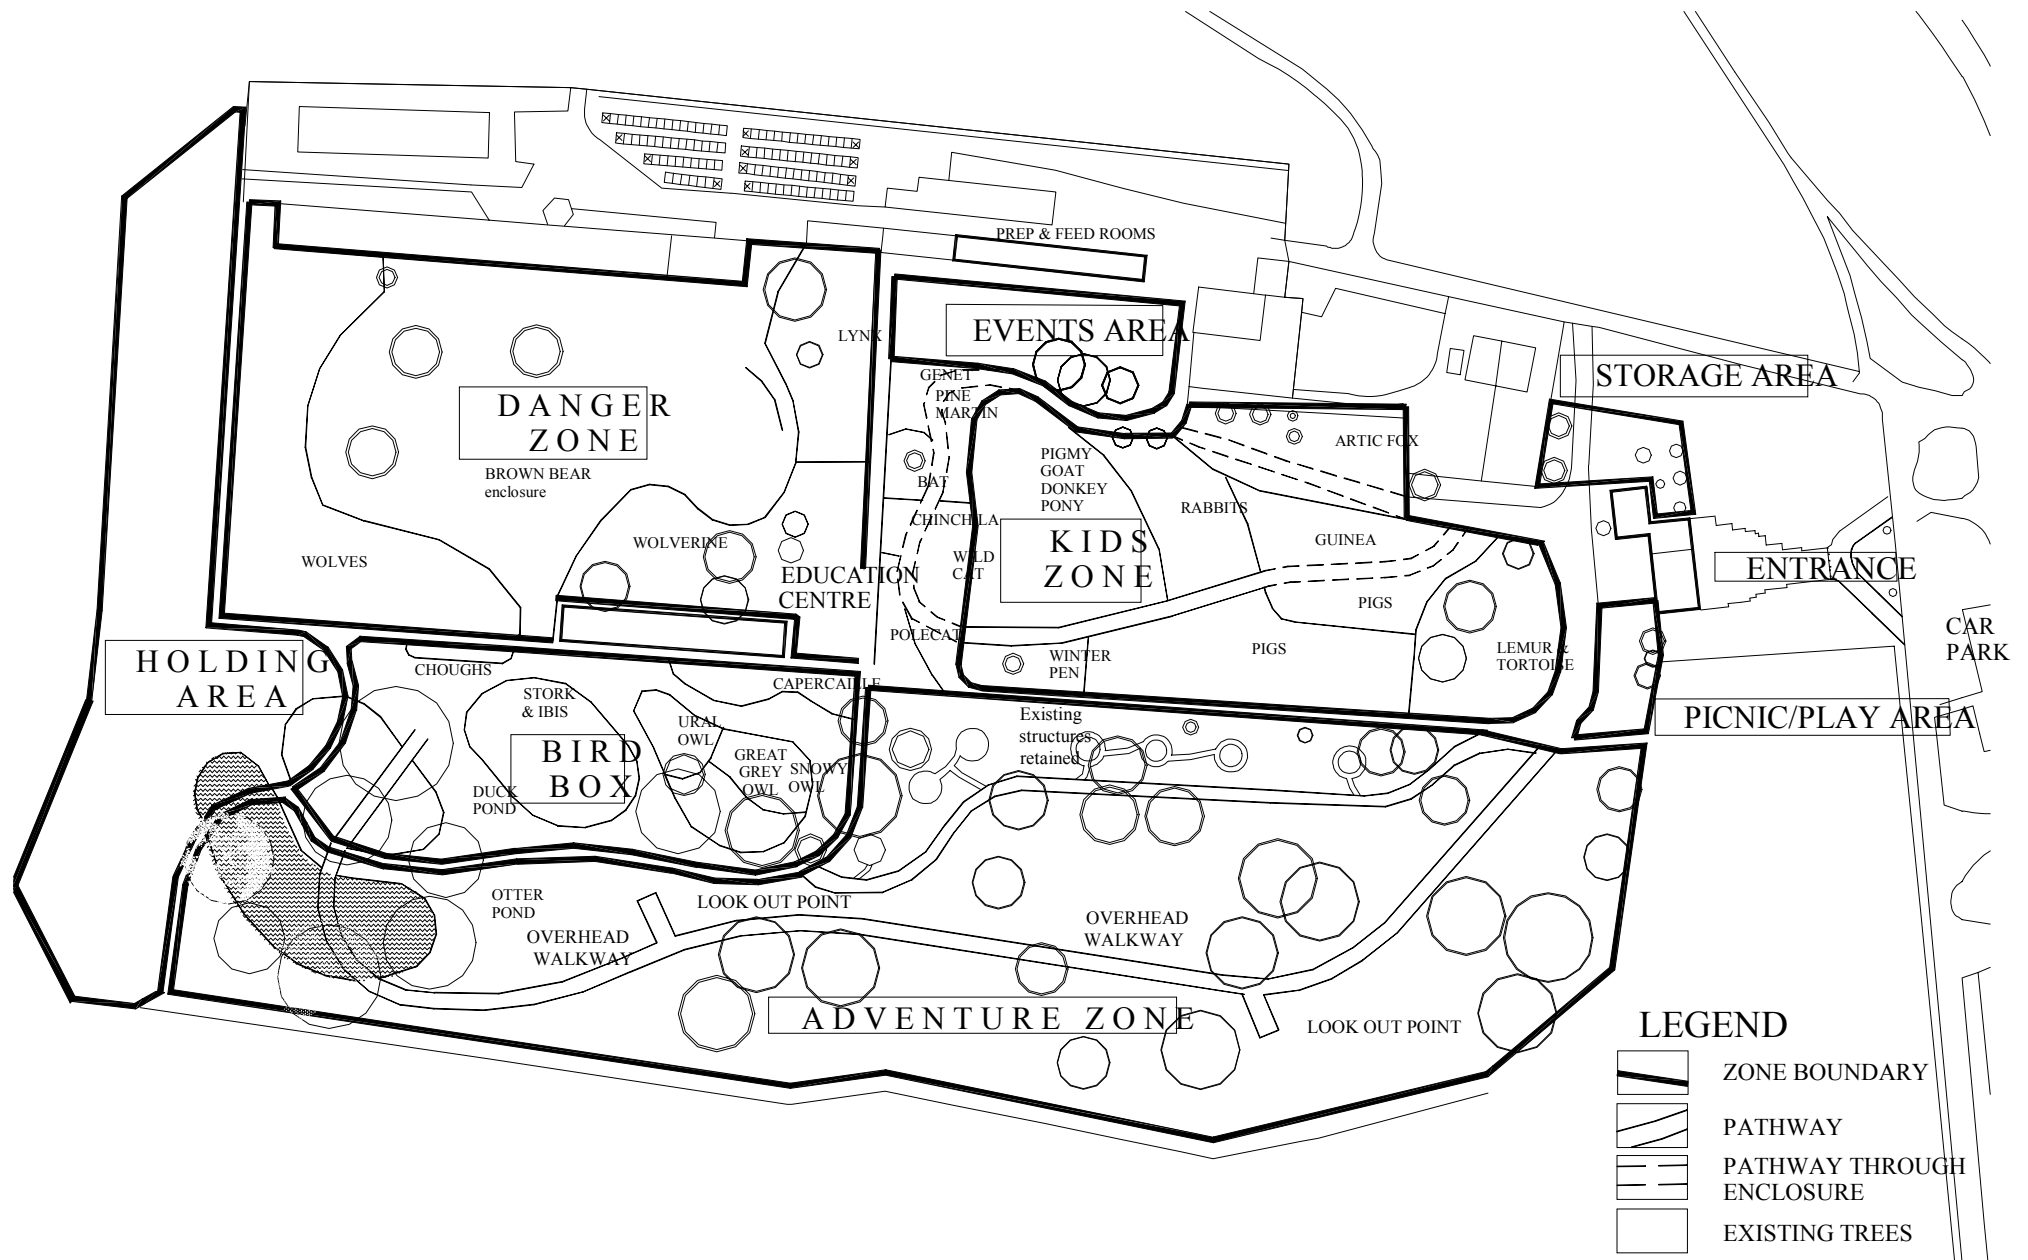 PREP & FEED ROOMS
EVENTS AREA
LYNX
GENET
PINE
MARTIN
STORAGE AREA
DANGER
ZONE
BROWN BEAR
enclosure
ARTIC FOX
PIGMY
GOAT
DONKEY
PONY
BAT
CHINCHILA
RABBITS
KIDS
ZONE
GUINEA
WOLVERINE
WOLVES
WILD
CAT
EDUCATION
CENTRE
ENTRANCE
PIGS
POLECAT
WINTER
PEN
PIGS
LEMUR &
TORTOISE
CAR
PARK
HOLDING
AREA
CHOUGHS
CAPERCAILLE
STORK
& IBIS
URAL
OWL
Existing
structures
retained
PICNIC/PLAY AREA
BIRD
BOX
GREAT
GREY
OWL
SNOWY
OWL
DUCK
POND
OTTER
POND
LOOK OUT POINT
OVERHEAD
WALKWAY
OVERHEAD
WALKWAY
ADVENTURE ZONE
LOOK OUT POINT
LEGEND
ZONE BOUNDARY
PATHWAY
PATHWAY THROUGH
ENCLOSURE
EXISTING TREES